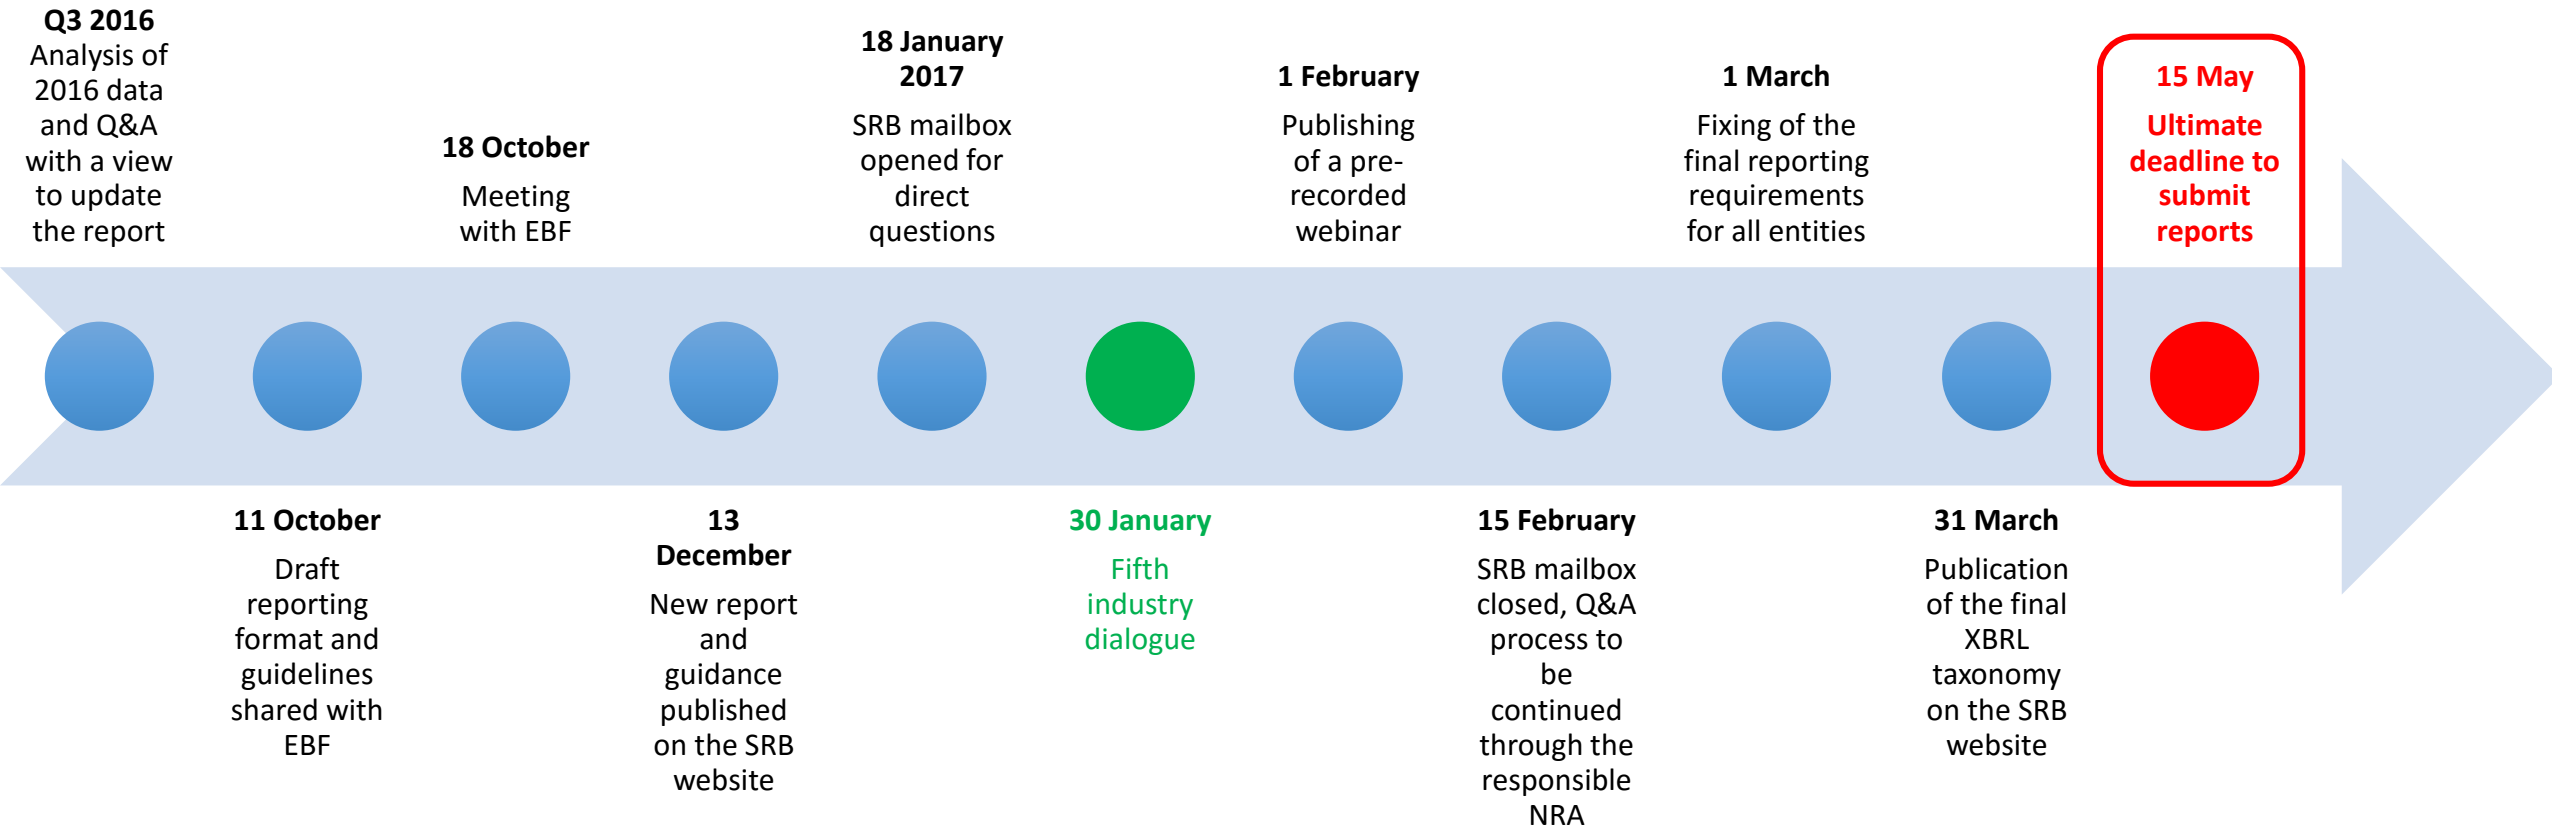 Q3 2016
Analysis of
2016 data
and Q&A
with a view
to update
the report
11 October
Draft
reporting
format and
guidelines
shared with
EBF
18 October
Meeting
with EBF
13
December
New report
and
guidance
published
on the SRB
website
18 January
2017
SRB mailbox
opened for
direct
questions
30 January
Fifth
industry
dialogue
1 February
Publishing
of a pre-
recorded
webinar
15 February
SRB mailbox
closed, Q&A
process to
be
continued
through the
responsible
NRA
1 March
Fixing of the
final reporting
requirements
for all entities
31 March
Publication
of the final
XBRL
taxonomy
on the SRB
website
15 May
Ultimate
deadline to
submit
reports